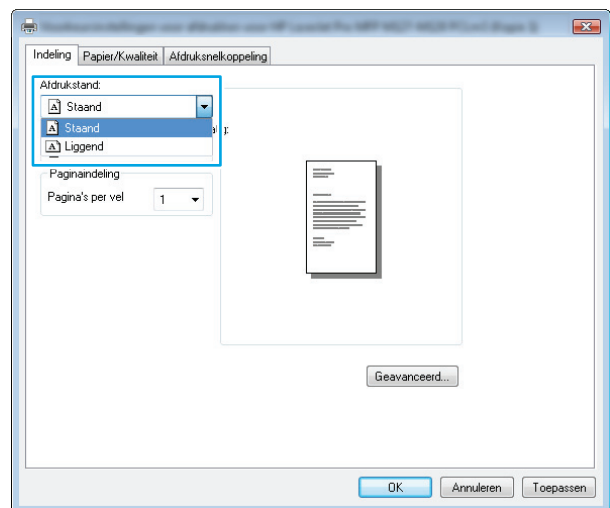 Indeling Papier/Kwaliteit Afdruksnelkoppeling
Afdrukstand:
Staand
Staand
Liggend
Paginaindeling
Pagina's per vel 1
Geavanceerd...
OK Annuleren Toepassen